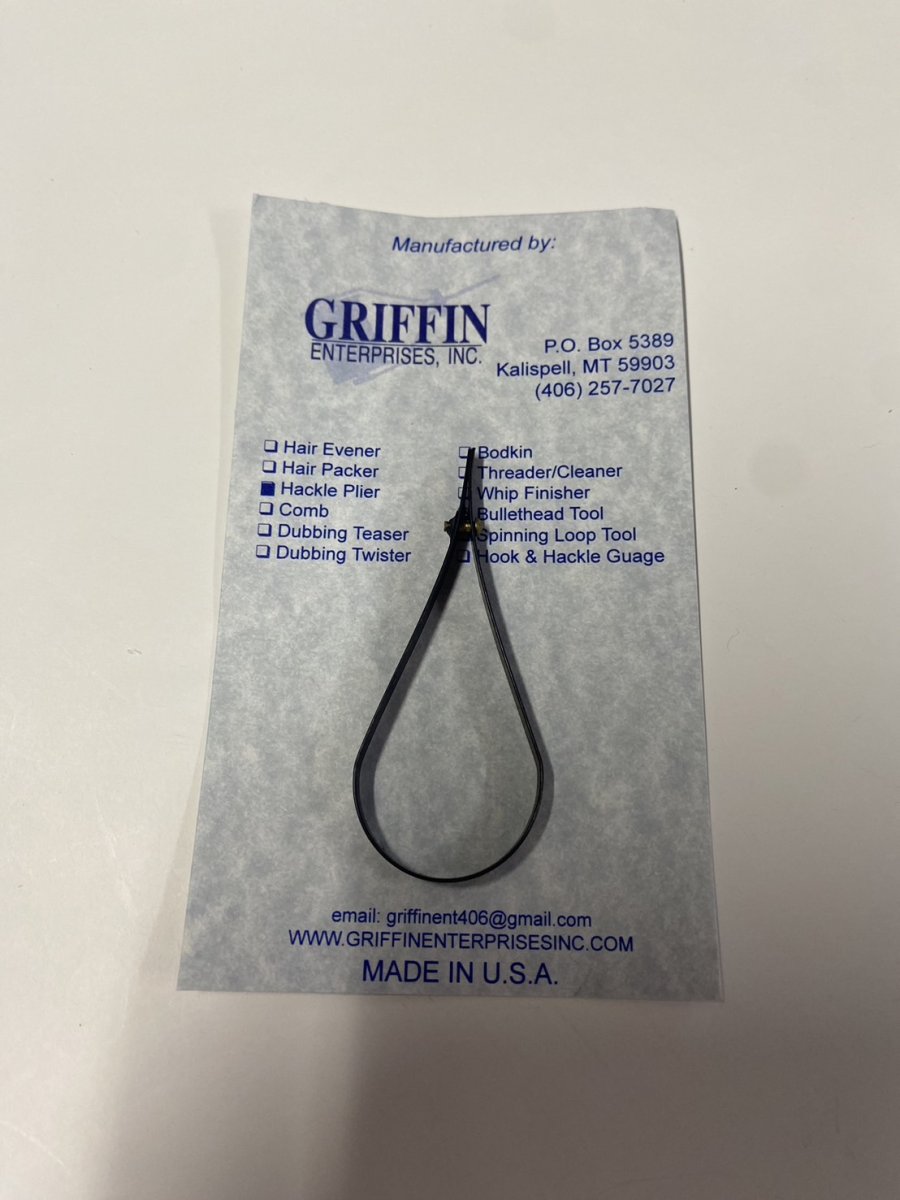 Manufactured by:
GRIFFIN
ENTERPRISES, INC.
P.O. Box 5389
Kalispell, MT 59903
(406) 257-7027
Hair Evener
Hair Packer
Hackle Plier
Comb
Dubbing Teaser
Dubbing Twister
Bodkin
Threader/Cleaner
Whip Finisher
Bullethead Tool
Spinning Loop Tool
Hook & Hackle Guage
email: griffinent406@gmail.com
WWW.GRIFFINENTERPRISESINC.COM
MADE IN U.S.A.